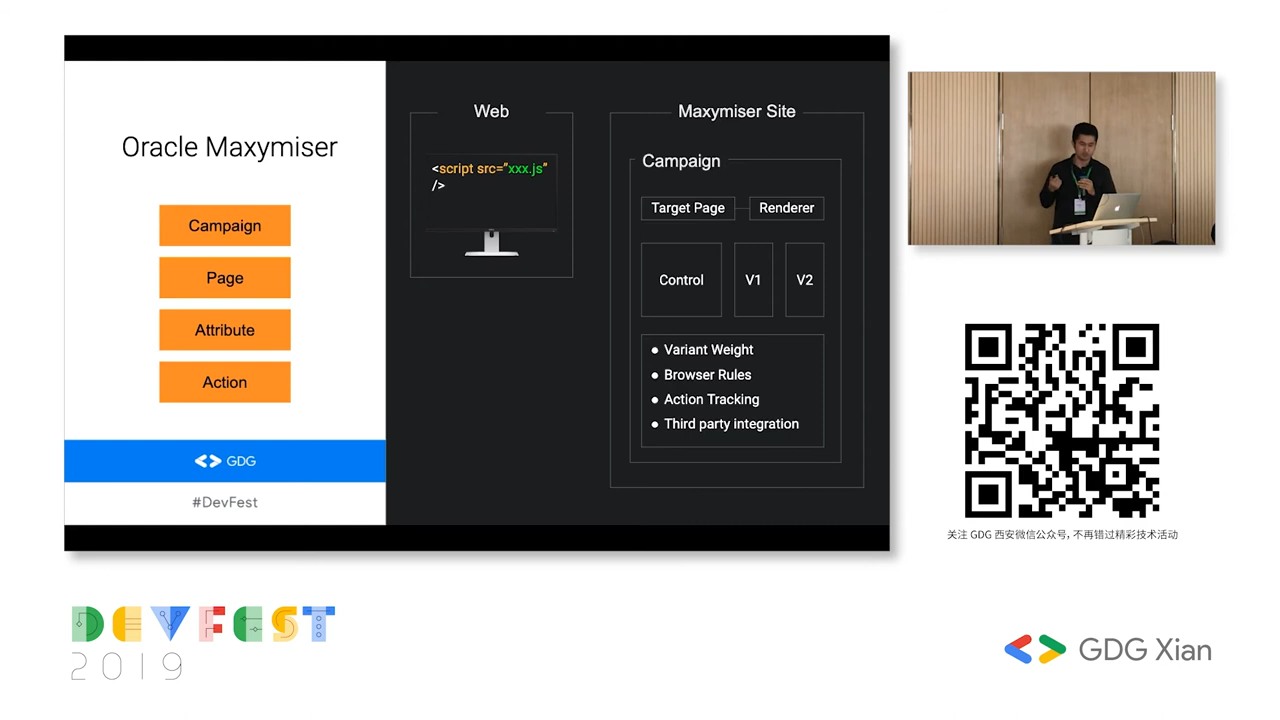 Oracle Maxymiser
Campaign
Page
Attribute
Action
GDG
#DevFest
Web
<script src="xxx.js"
/>
Maxymiser Site
Campaign
Target Page
Renderer
Control
V1
V2
● Variant Weight
● Browser Rules
● Action Tracking
● Third party integration
关注 GDG 西安微信公众号, 不再错过精彩技术活动
DEVFEST
2019
GDG Xian